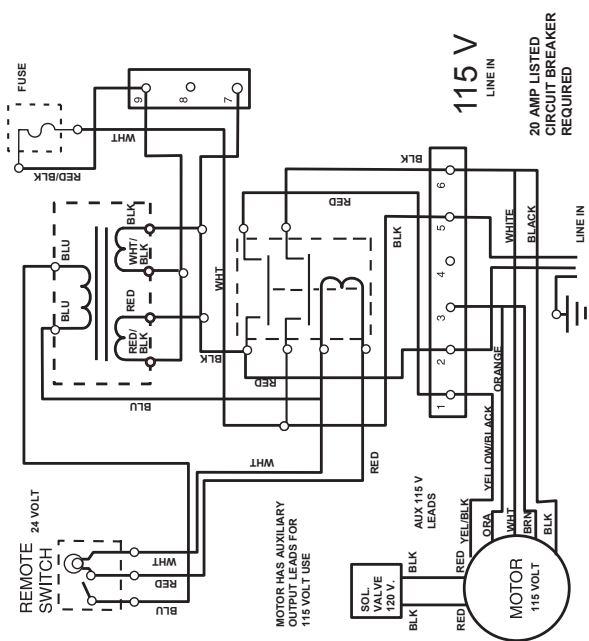 FUSE
RED/BLK
WHT
9
8
7
115 V
LINE IN
20 AMP LISTED
CIRCUIT BREAKER
REQUIRED
BLU
BLU
BLK
WHT/
BLK
RED
RED/
BLK
WHT
BLK
RED
BLK
RED
BLU
BLK
6
5
4
3
2
1
WHITE
BLACK
LINE IN
ORANGE
YELLOW/BLACK
REMOTE
SWITCH
24 VOLT
WHT
RED
BLU
WHT
RED
MOTOR HAS AUXILIARY
OUTPUT LEADS FOR
115 VOLT USE
AUX 115 V
LEADS
SOL.
VALVE
120 V.
BLK
BLK
RED
RED
YEL/BLK
ORA
WHT
BRN
BLK
MOTOR
115 VOLT